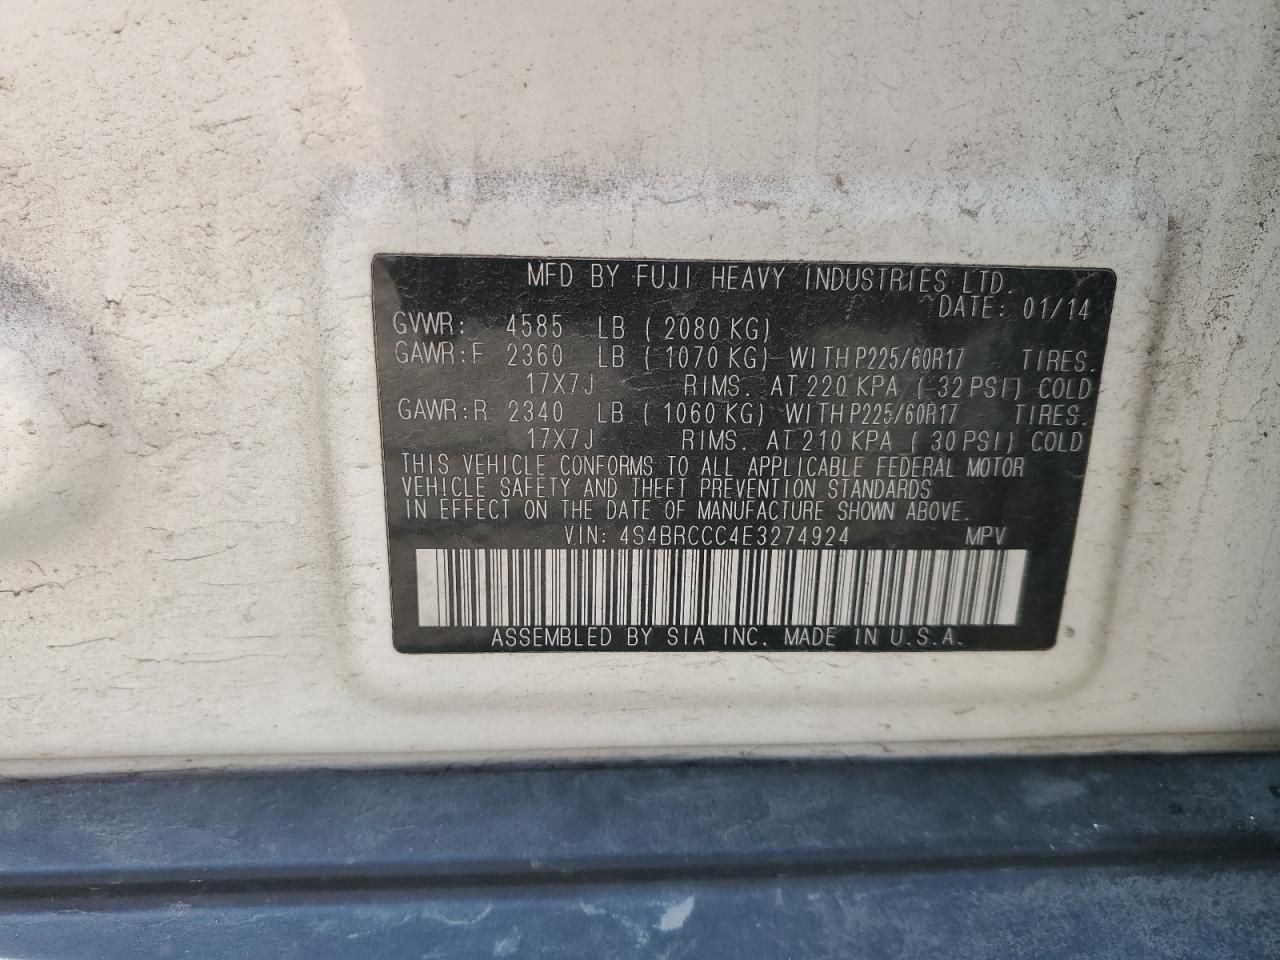 MFD BY FUJI HEAVY INDUSTRIES LTD.
DATE: 01/14
GVWR: 4585 LB (2080 KG)
GAWR:F 2360 LB (1070 KG) WITH P225/60R17 TIRES.
17X7J RIMS. AT 220 KPA (32 PSI) COLD
GAWR:R 2340 LB (1060 KG) WITH P225/60R17 TIRES.
17X7J RIMS. AT 210 KPA (30 PSI) COLD
THIS VEHICLE CONFORMS TO ALL APPLICABLE FEDERAL MOTOR
VEHICLE SAFETY AND THEFT PREVENTION STANDARDS
IN EFFECT ON THE DATE OF MANUFACTURE SHOWN ABOVE.
VIN: 4S4BRCCC4E3274924 MPV
ASSEMBLED BY SIA INC. MADE IN U.S.A.